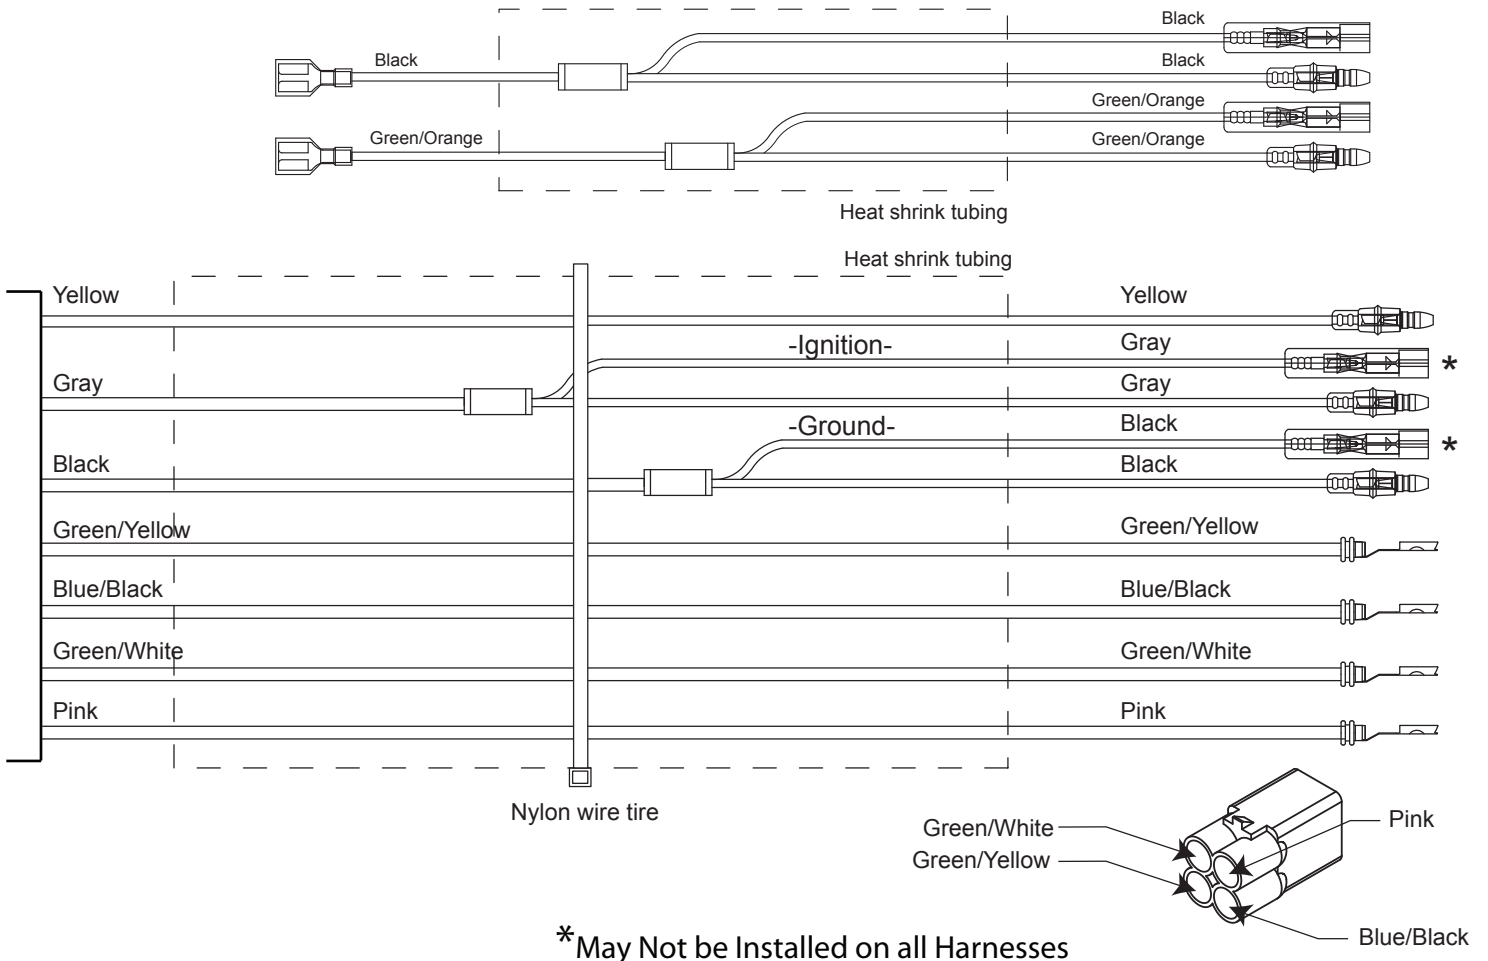 Black
Black
Black
Green/Orange
Green/Orange
Green/Orange
Heat shrink tubing
Heat shrink tubing
Yellow
Yellow
-Ignition-
Gray
*
Gray
Gray
-Ground-
Black
*
Black
Black
Green/Yellow
Green/Yellow
Blue/Black
Blue/Black
Green/White
Green/White
Pink
Pink
Nylon wire tire
Green/White
Pink
Green/Yellow
Blue/Black
*May Not be Installed on all Harnesses